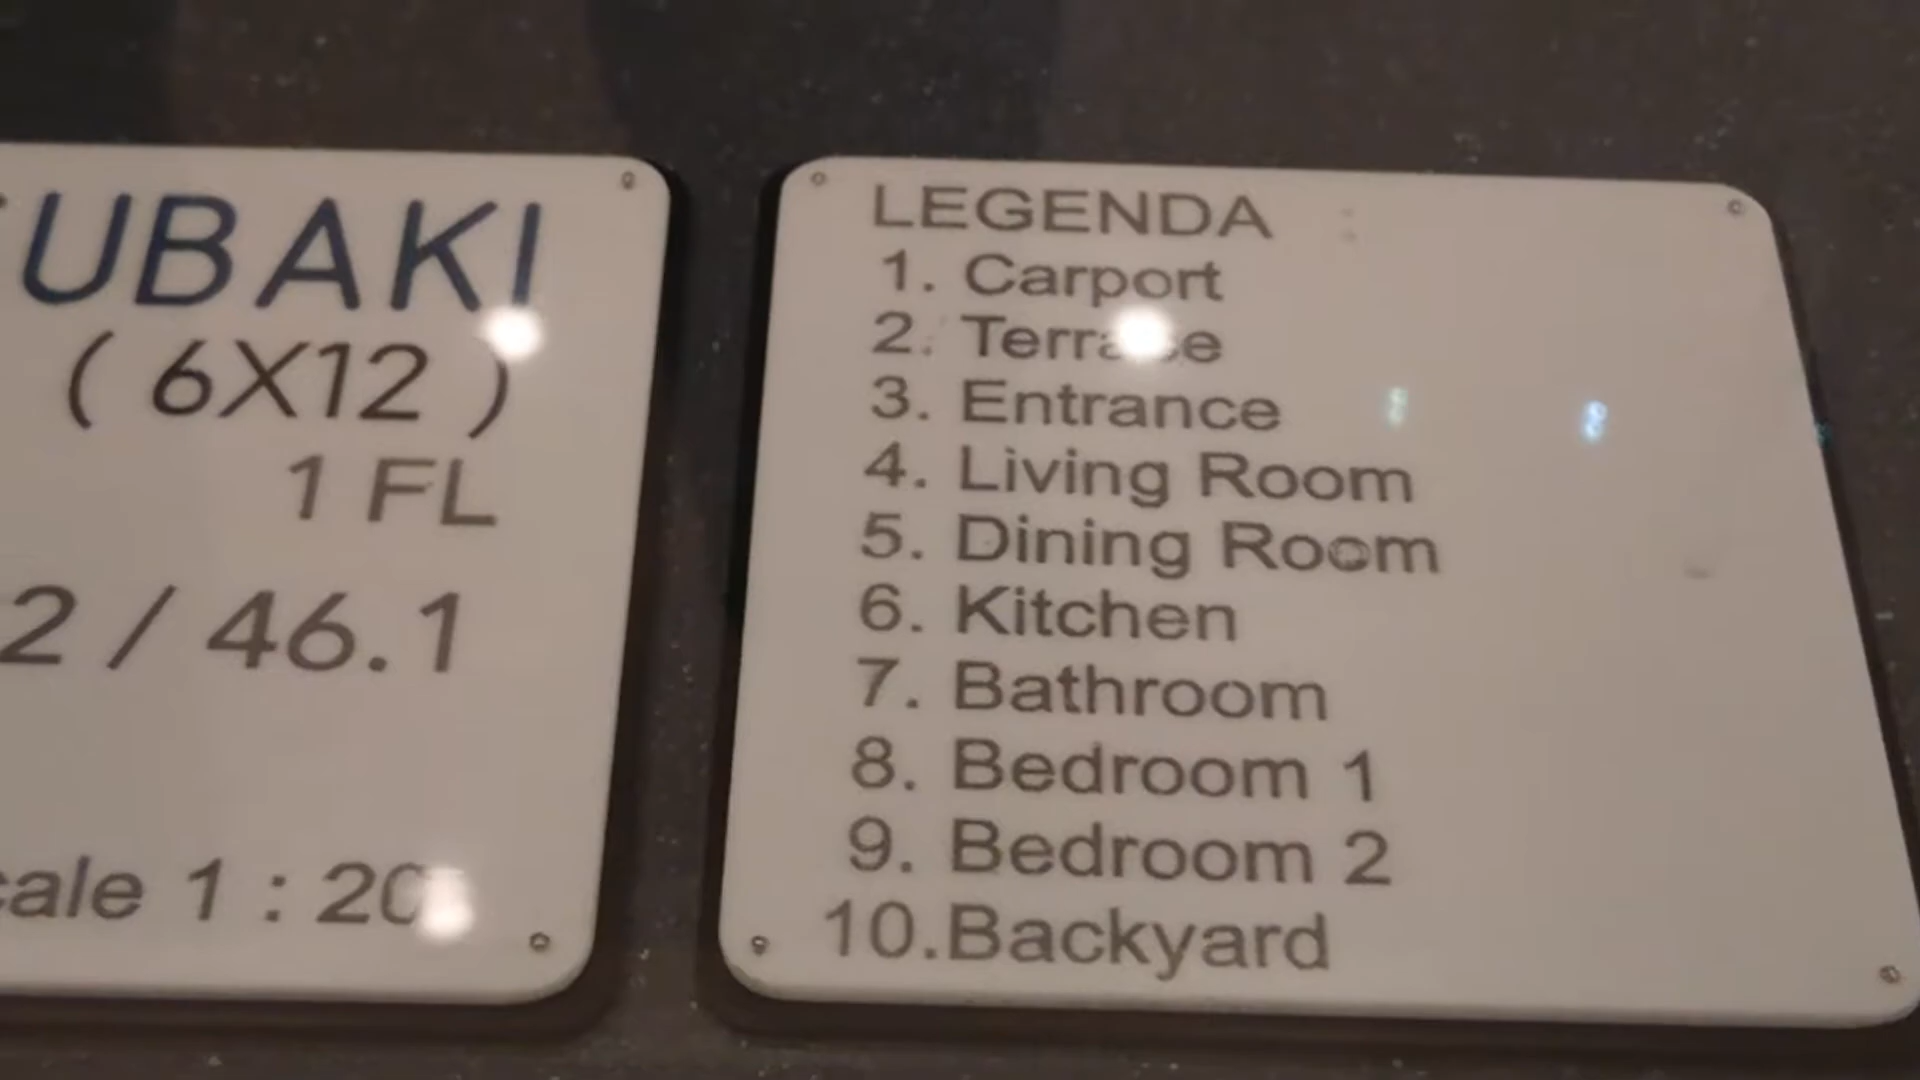 UBAKI
( 6X12 )
1 FL
2 / 46.1
cale 1 : 20
LEGENDA
1. Carport
2. Terrace
3. Entrance
4. Living Room
5. Dining Room
6. Kitchen
7. Bathroom
8. Bedroom 1
9. Bedroom 2
10.Backyard